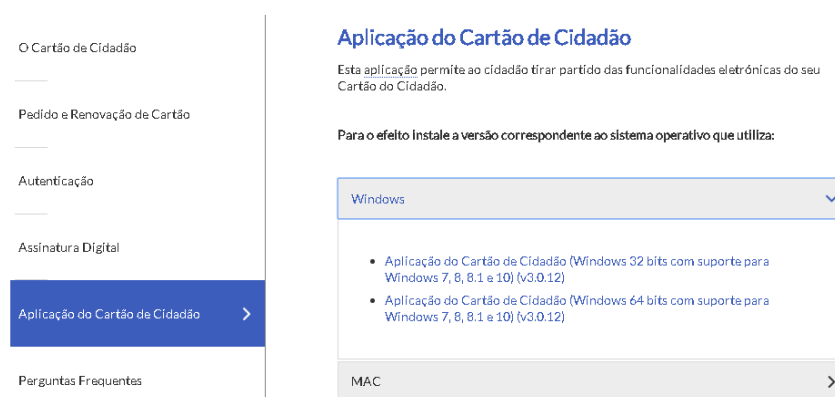 O Cartão de Cidadão
Pedido e Renovação de Cartão
Autenticação
Assinatura Digital
Aplicação do Cartão de Cidadão
Perguntas Frequentes
Aplicação do Cartão de Cidadão
Esta aplicação permite ao cidadão tirar partido das funcionalidades eletrónicas do seu
Cartão do Cidadão.
Para o efeito instale a versão correspondente ao sistema operativo que utiliza:
Windows
Aplicação do Cartão de Cidadão (Windows 32 bits com suporte para
Windows 7, 8, 8.1 e 10) (v3.0.12)
Aplicação do Cartão de Cidadão (Windows 64 bits com suporte para
Windows 7, 8, 8.1 e 10) (v3.0.12)
MAC